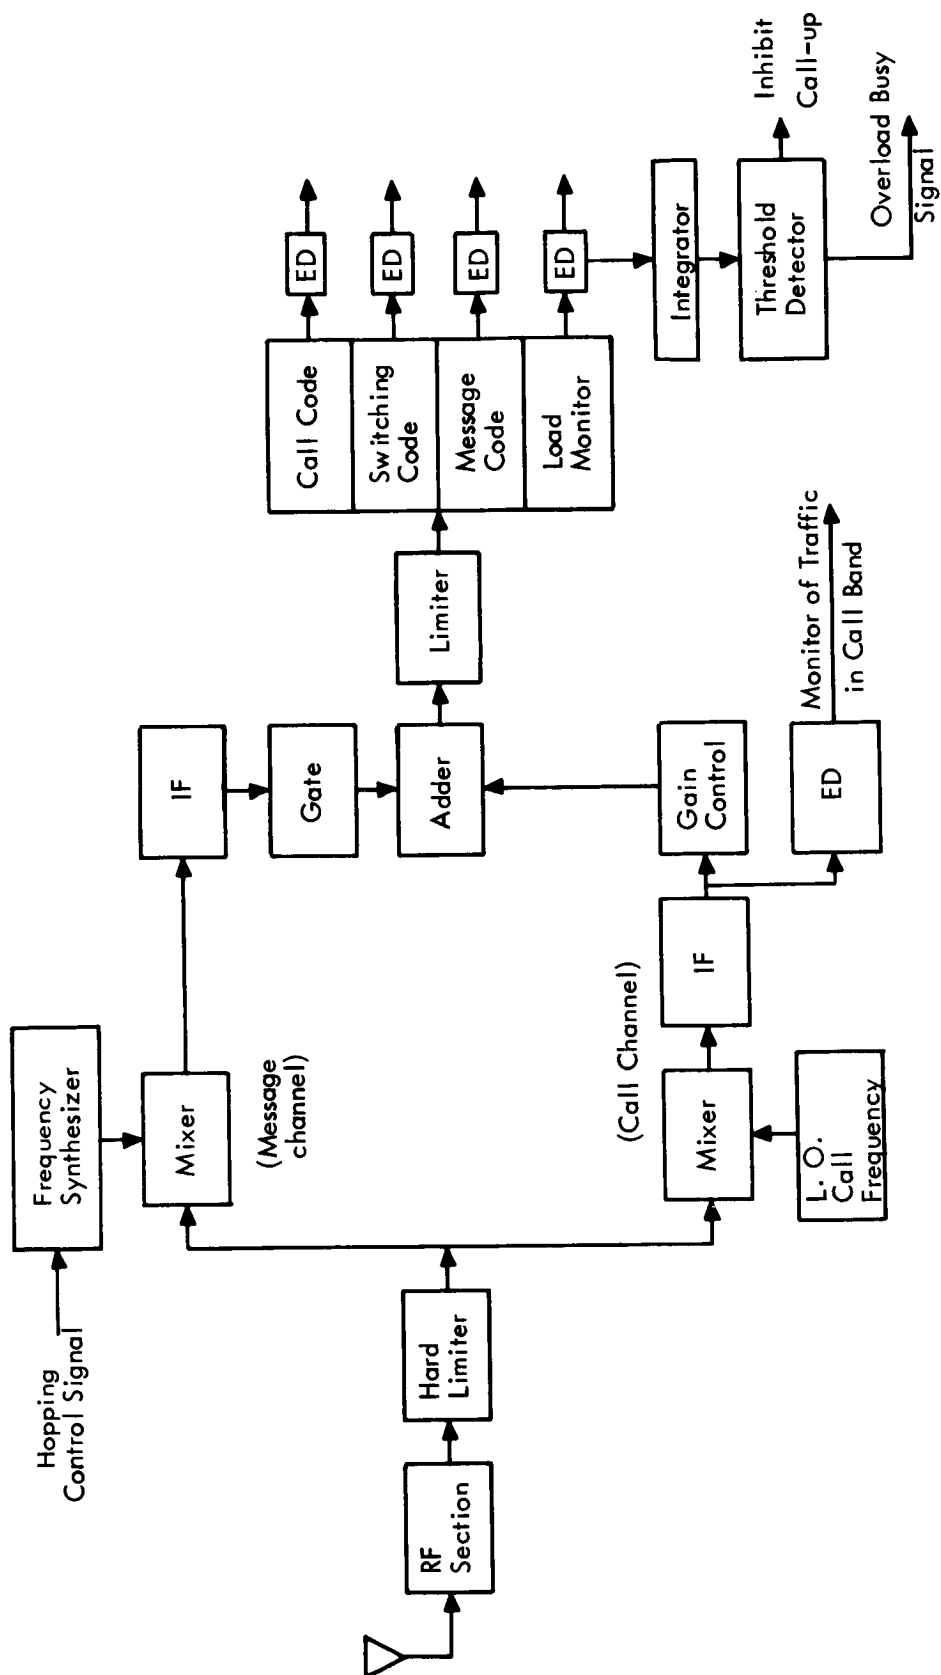 Hopping
Control Signal
Frequency
Synthesizer
RF
Section
Hard
Limiter
Mixer
(Message
channel)
IF
Gate
Adder
Limiter
Call Code
Switching
Code
Message
Code
Load
Monitor
ED
ED
ED
ED
Integrator
Threshold
Detector
Inhibit
Call-up
Overload Busy
Signal
(Call Channel)
Mixer
L. O.
Call
Frequency
IF
Gain
Control
ED
Monitor of Traffic
in Call Band